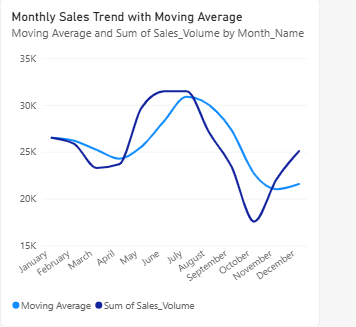 Monthly Sales Trend with Moving Average
Moving Average and Sum of Sales_Volume by Month_Name
35K
30K
25K
20K
15K
January
February
March
April
May
June
July
August
September
October
November
December
Moving Average
Sum of Sales_Volume